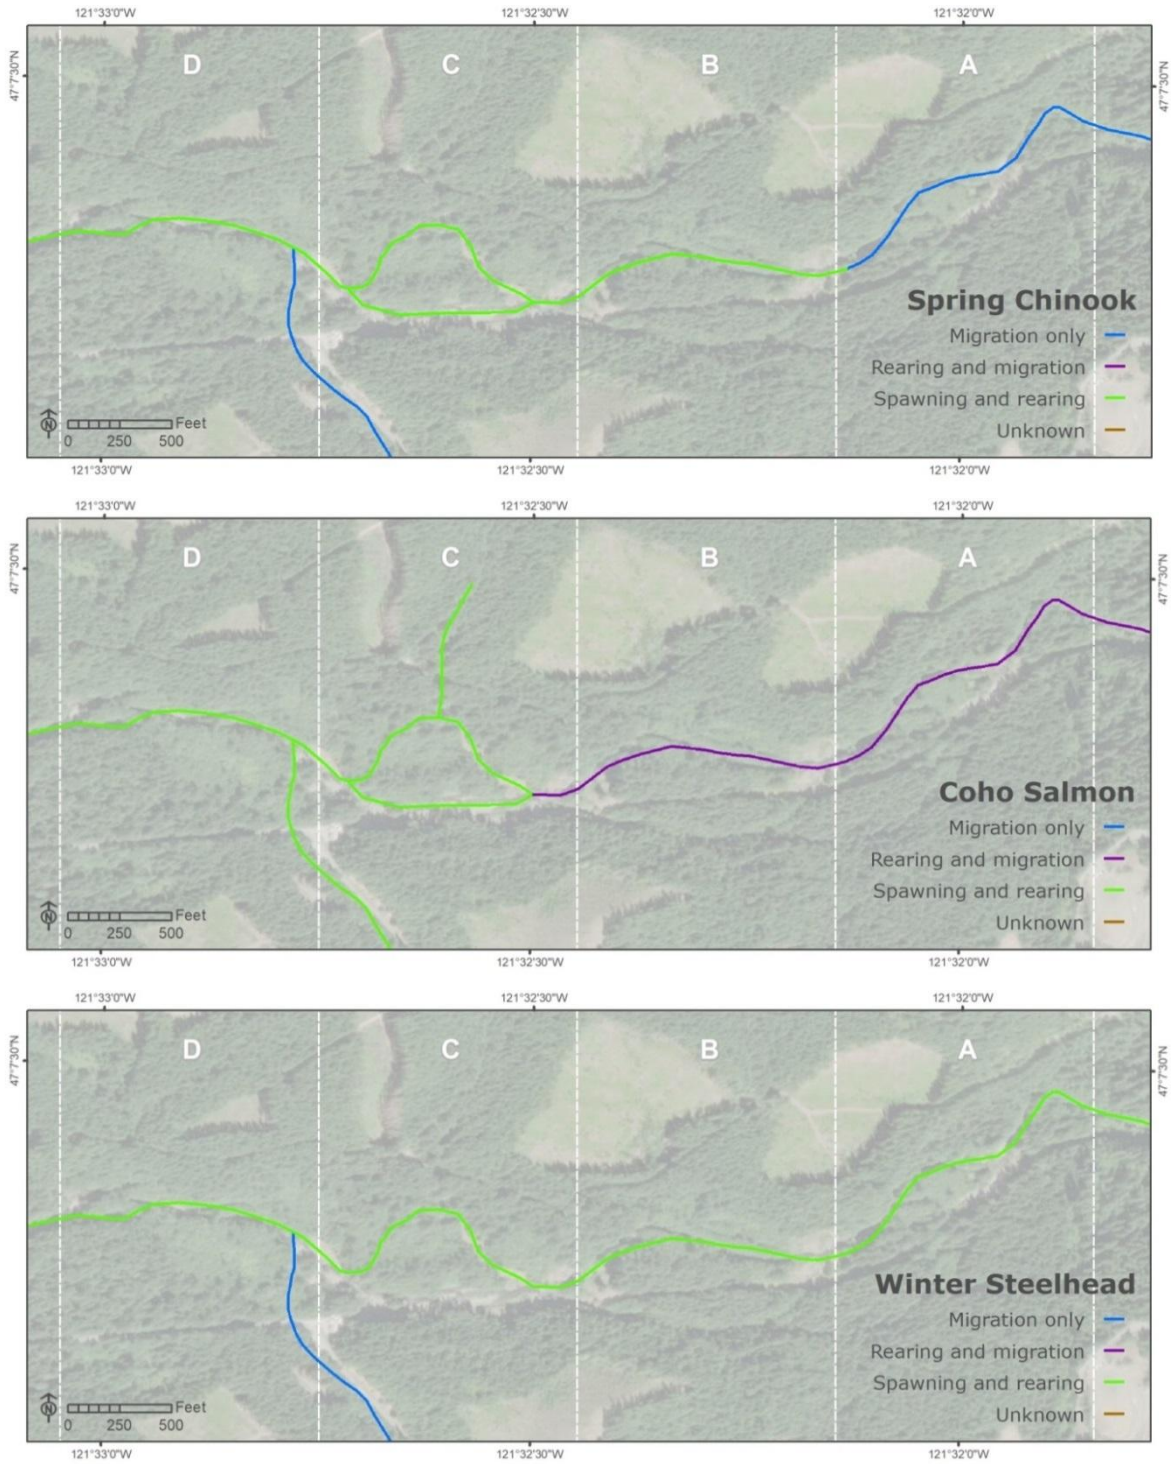 121°33'0"W 121°32'30"W 121°32'0"W
47°7'30"N 47°7'30"N
D C B A
Spring Chinook
Migration only
Rearing and migration
Spawning and rearing
Unknown
N Feet
0 250 500
121°33'0"W 121°32'30"W 121°32'0"W
121°33'0"W 121°32'30"W 121°32'0"W
47°7'30"N 47°7'30"N
D C B A
Coho Salmon
Migration only
Rearing and migration
Spawning and rearing
Unknown
N Feet
0 250 500
121°33'0"W 121°32'30"W 121°32'0"W
121°33'0"W 121°32'30"W 121°32'0"W
47°7'30"N 47°7'30"N
D C B A
Winter Steelhead
Migration only
Rearing and migration
Spawning and rearing
Unknown
N Feet
0 250 500
121°33'0"W 121°32'30"W 121°32'0"W